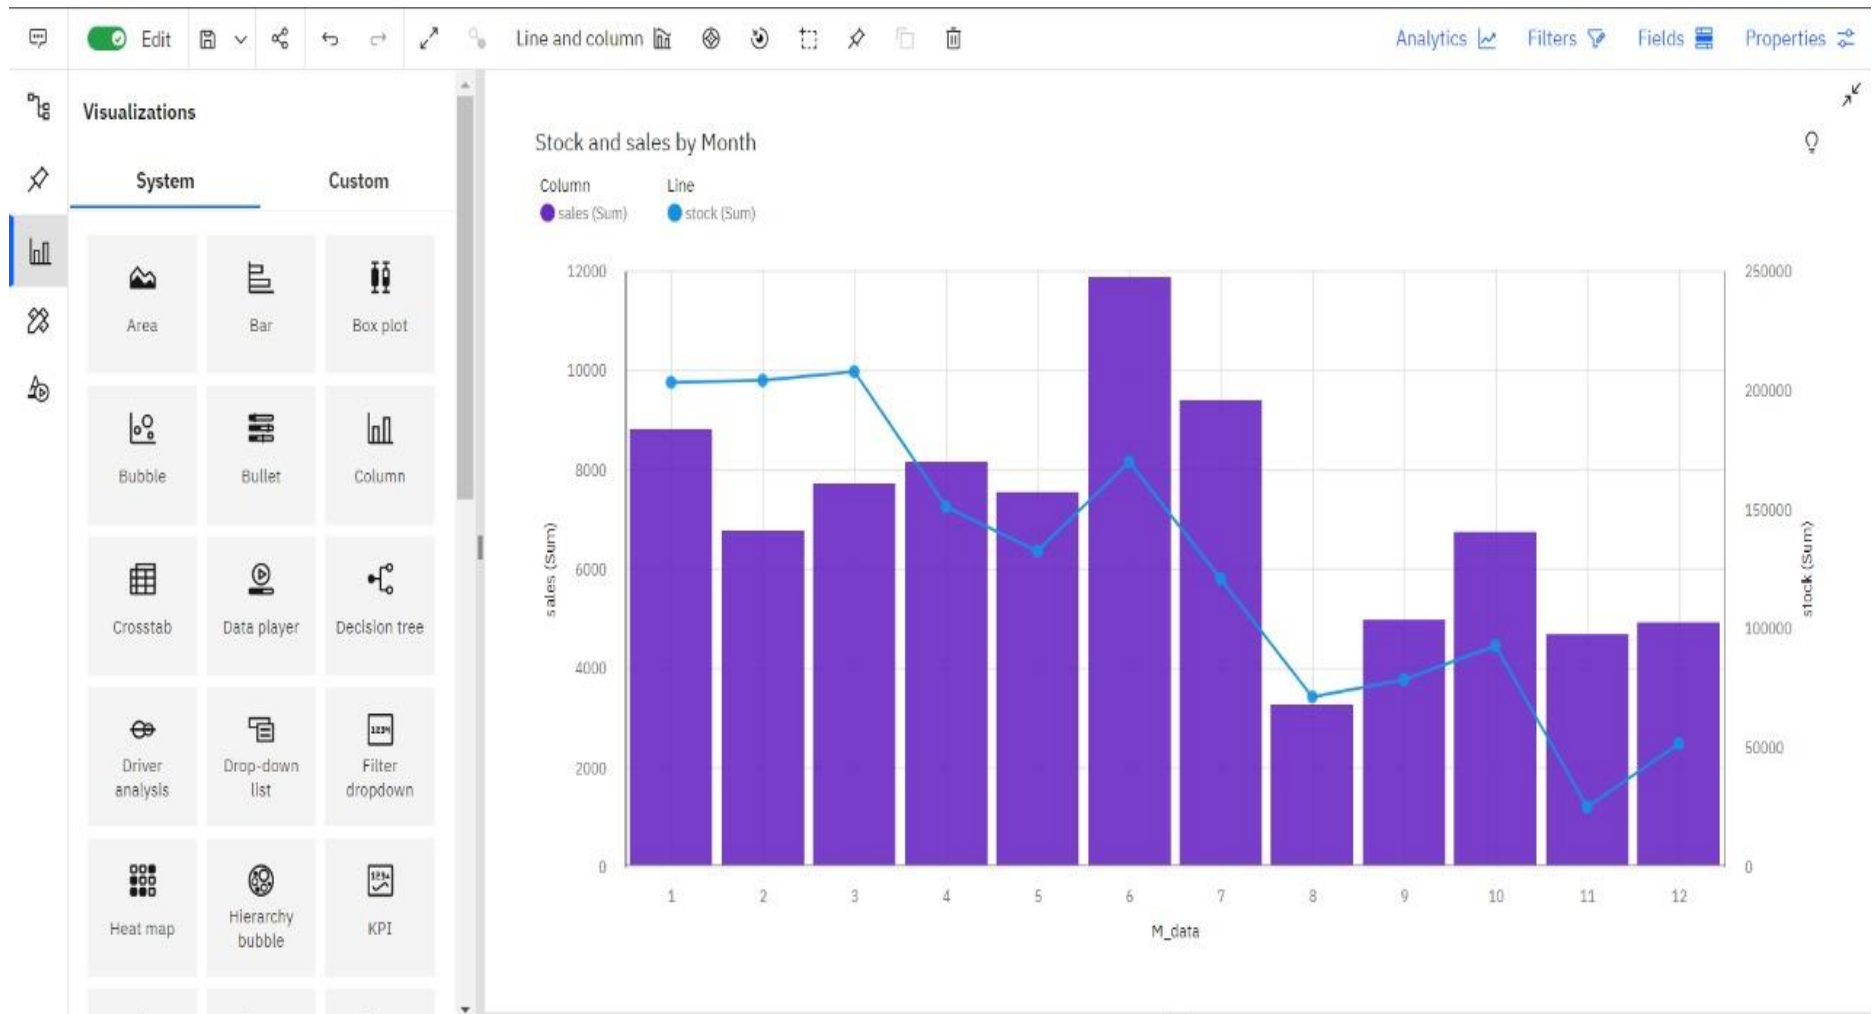 Edit
Line and column
Analytics
Filters
Fields
Properties
Visualizations
System
Custom
Area
Bar
Box plot
Bubble
Bullet
Column
Crosstab
Data player
Decision tree
Driver
analysis
Drop-down
list
1234
Filter
dropdown
Heat map
Hierarchy
bubble
KPI
Stock and sales by Month
Column
Line
sales (Sum)
stock (Sum)
12000
10000
8000
6000
4000
2000
0
sales (Sum)
250000
200000
150000
100000
50000
0
stock (Sum)
1 2 3 4 5 6 7 8 9 10 11 12
M_data